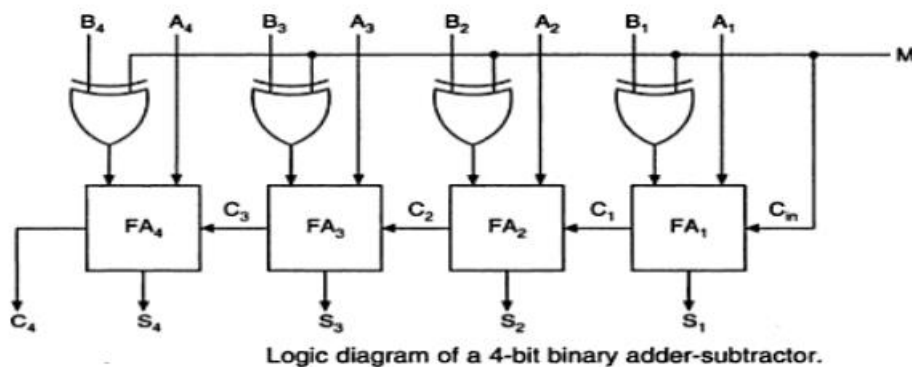 B₄ A₄ B₃ A₃ B₂ A₂ B₁ A₁
M
FA₄ C₃ FA₃ C₂ FA₂ C₁ FA₁ Cin
C₄ S₄ S₃ S₂ S₁
Logic diagram of a 4-bit binary adder-subtractor.